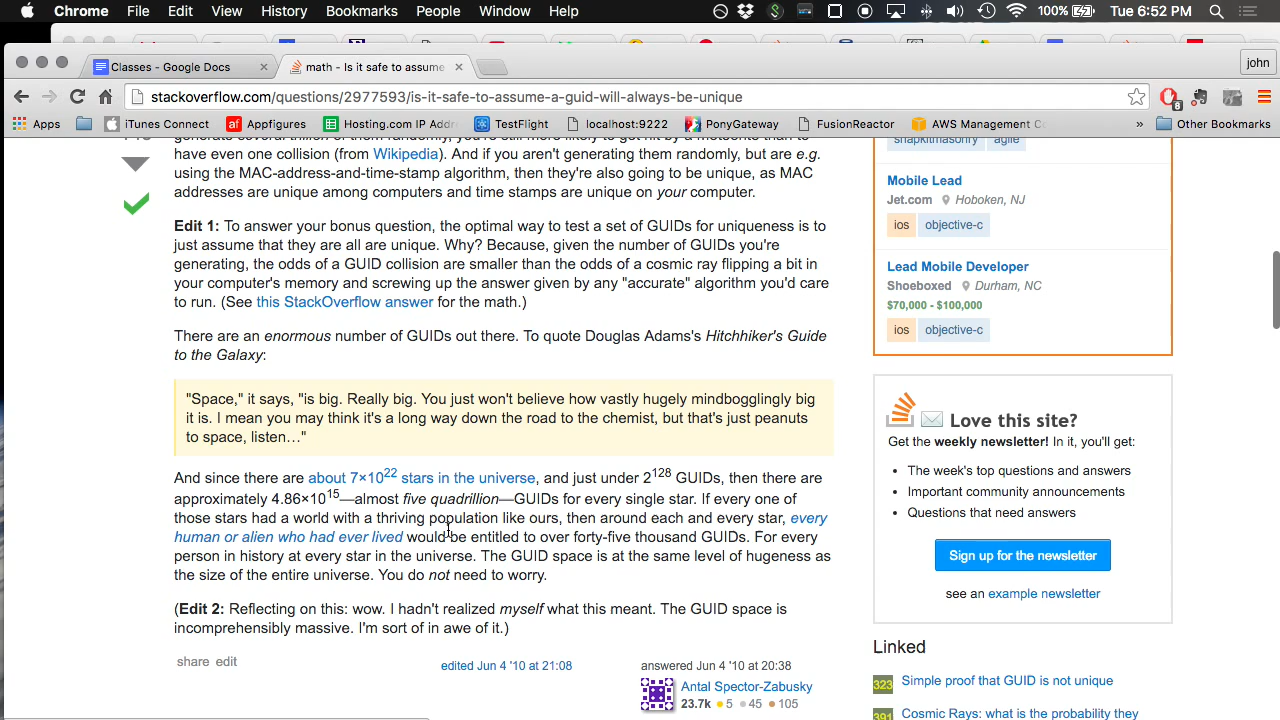 Chrome File Edit View History Bookmarks People Window Help 100% Tue 6:52 PM
Classes - Google Docs math - Is it safe to assume john
stackoverflow.com/questions/2977593/is-it-safe-to-assume-a-guid-will-always-be-unique 8
Apps iTunes Connect af Appfigures Hosting.com IP Addre TestFlight localhost:9222 PonyGatejay FusionReactor AWS Management Co » Other Bookmarks
have even one collision (from Wikipedia). And if you aren't generating them randomly, but are e.g.
using the MAC-address-and-time-stamp algorithm, then they're also going to be unique, as MAC
addresses are unique among computers and time stamps are unique on your computer.
Edit 1: To answer your bonus question, the optimal way to test a set of GUIDs for uniqueness is to
just assume that they are all are unique. Why? Because, given the number of GUIDs you're
generating, the odds of a GUID collision are smaller than the odds of a cosmic ray flipping a bit in
your computer's memory and screwing up the answer given by any "accurate" algorithm you'd care
to run. (See this StackOverflow answer for the math.)
There are an enormous number of GUIDs out there. To quote Douglas Adams's Hitchhiker's Guide
to the Galaxy:
"Space," it says, "is big. Really big. You just won't believe how vastly hugely mindbogglingly big
it is. I mean you may think it's a long way down the road to the chemist, but that's just peanuts
to space, listen…"
And since there are about 7×10²² stars in the universe, and just under 2¹²⁸ GUIDs, then there are
approximately 4.86×10¹⁵—almost five quadrillion—GUIDs for every single star. If every one of
those stars had a world with a thriving population like ours, then around each and every star, every
human or alien who had ever lived would be entitled to over forty-five thousand GUIDs. For every
person in history at every star in the universe. The GUID space is at the same level of hugeness as
the size of the entire universe. You do not need to worry.
(Edit 2: Reflecting on this: wow. I hadn't realized myself what this meant. The GUID space is
incomprehensibly massive. I'm sort of in awe of it.)
share edit
edited Jun 4 '10 at 21:08
answered Jun 4 '10 at 20:38
Antal Spector-Zabusky
23.7k 5 45 105
snapkitmasonry agile
Mobile Lead
Jet.com Hoboken, NJ
ios objective-c
Lead Mobile Developer
Shoeboxed Durham, NC
$70,000 - $100,000
ios objective-c
Love this site?
Get the weekly newsletter! In it, you'll get:
The week's top questions and answers
Important community announcements
Questions that need answers
Sign up for the newsletter
see an example newsletter
Linked
323 Simple proof that GUID is not unique
391 Cosmic Rays: what is the probability they